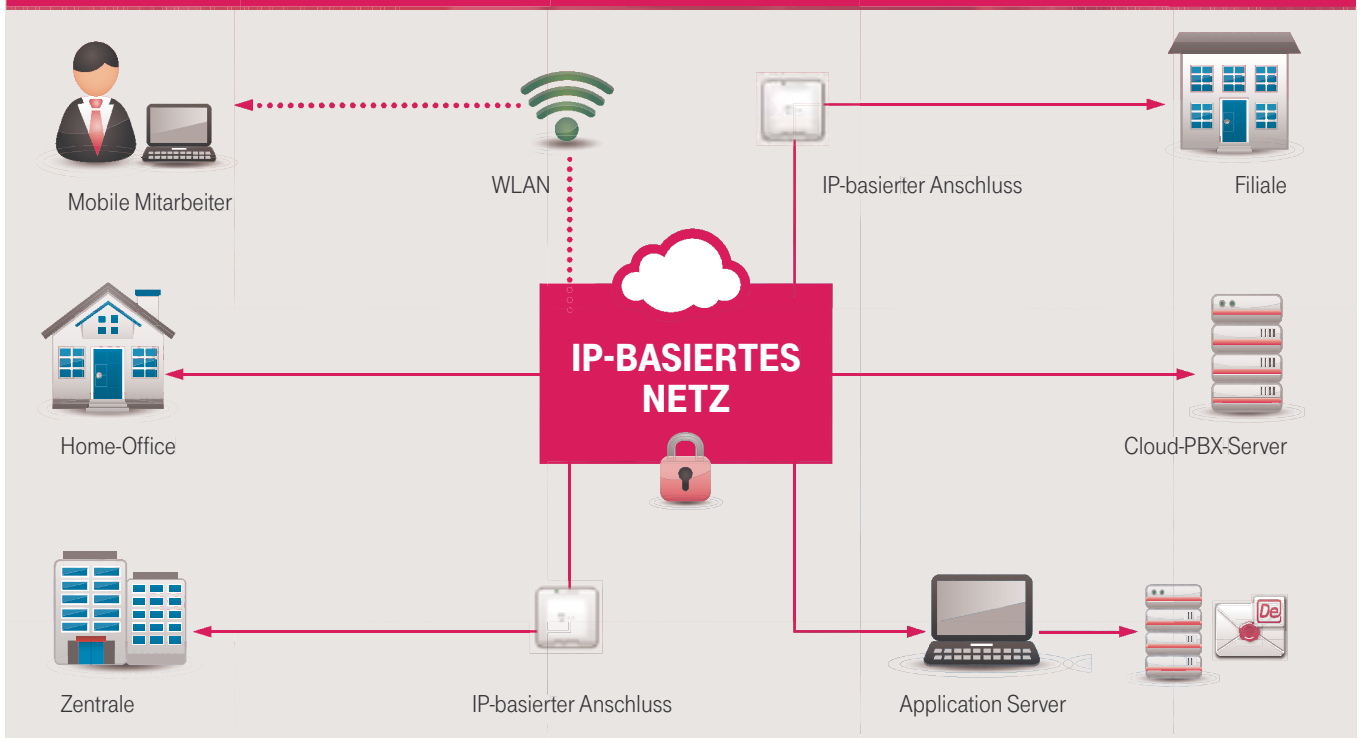 WLAN
IP-basierter Anschluss
Filiale
Mobile Mitarbeiter
IP-BASIERTES
NETZ
Home-Office
Cloud-PBX-Server
De
Zentrale
IP-basierter Anschluss
Application Server